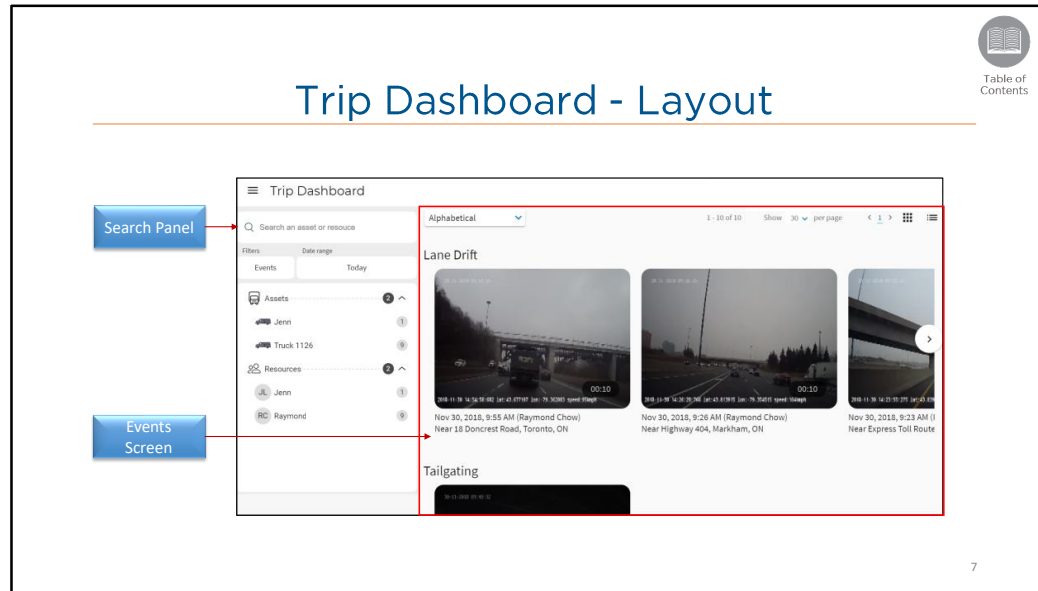 Table of
Contents
Trip Dashboard - Layout
Trip Dashboard
Search Panel
Search an asset or resouce
Filters Date range
Events Today
Assets 2
Jenn 1
Truck 1126 9
Resources 2
JL Jenn 1
RC Raymond 9
Events
Screen
Alphabetical 1 - 10 of 10 Show 30 per page < 1 >
Lane Drift
00:10
00:10
Nov 30, 2018, 9:55 AM (Raymond Chow)
Near 18 Doncrest Road, Toronto, ON
Nov 30, 2018, 9:26 AM (Raymond Chow)
Near Highway 404, Markham, ON
Nov 30, 2018, 9:23 AM (
Near Express Toll Route
Tailgating
7